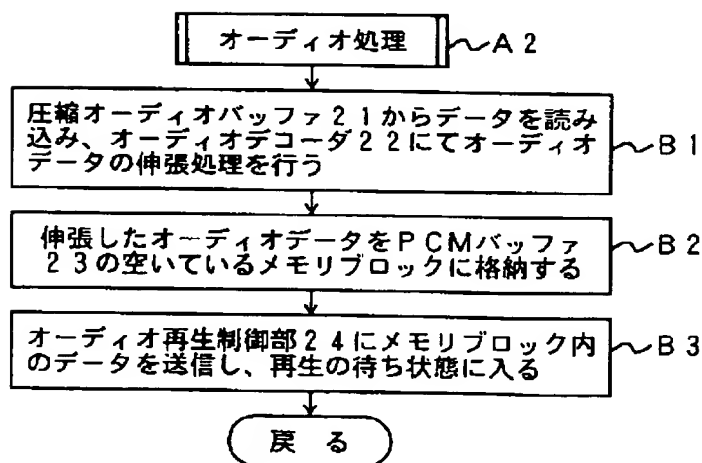 オーディオ処理 A2
圧縮オーディオバッファ21からデータを読み
込み、オーディオデコーダ22にてオーディオ
データの伸張処理を行う
B1
伸張したオーディオデータをPCMバッファ
23の空いているメモリブロックに格納する
B2
オーディオ再生制御部24にメモリブロック内
のデータを送信し、再生の待ち状態に入る
B3
戻る